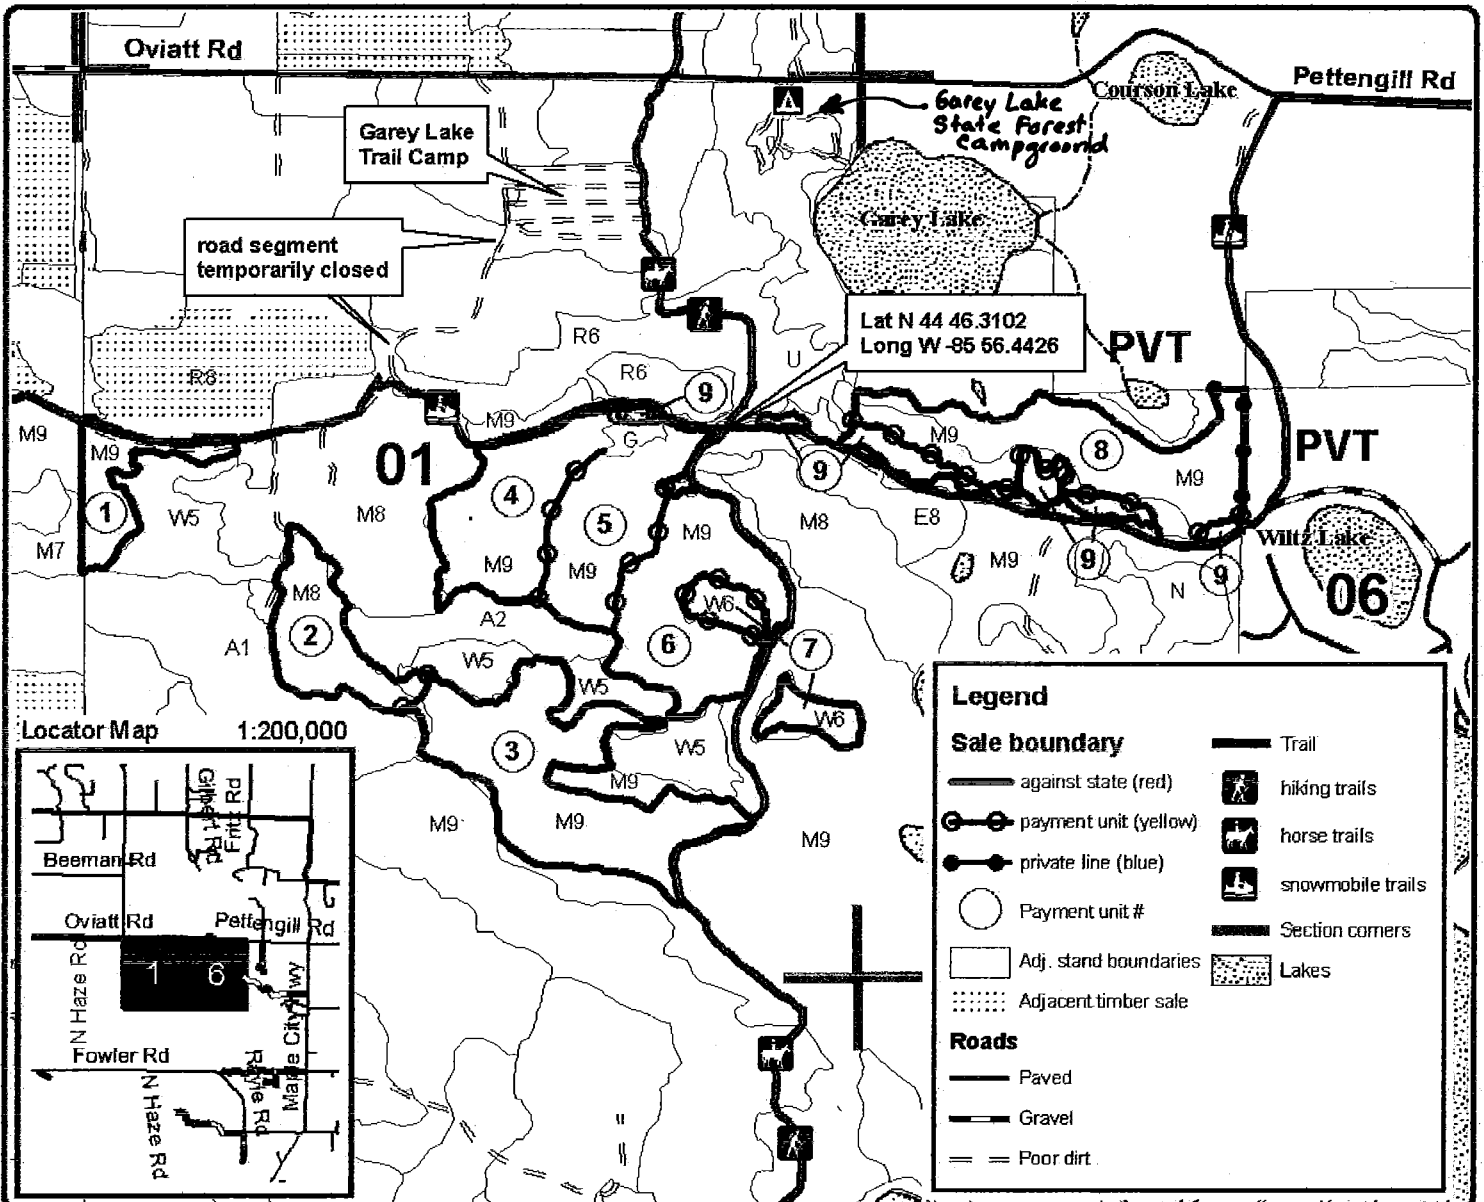 Oviatt Rd
Pettengill Rd
Courson Lake
Garey Lake
State Forest
Campground
Garey Lake
Trail Camp
Garey Lake
road segment
temporarily closed
Lat N 44 46.3102
Long W -85 56.4426
PVT
R6
U
R6
R8
9
M9
G
M9
M9
01
M9
8
PVT
9
M9
4
1
W5
M8
5
M9
M8
E8
M7
M9
M9
M9
9
Wiltz Lake
9
N
06
M8
W6
A2
2
A1
6
7
W5
W5
W6
3
W5
M9
M9
M9
M9
Locator Map 1:200,000
Gilbert Rd
Fritz Rd
Beeman Rd
Oviatt Rd
Pettengill Rd
1 6
N Haze Rd
Maple City Hwy
Fowler Rd
N Haze Rd
Legend
Sale boundary
against state (red)
payment unit (yellow)
private line (blue)
Payment unit #
Adj. stand boundaries
Adjacent timber sale
Roads
Paved
Gravel
Poor dirt
Trail
hiking trails
horse trails
snowmobile trails
Section corners
Lakes